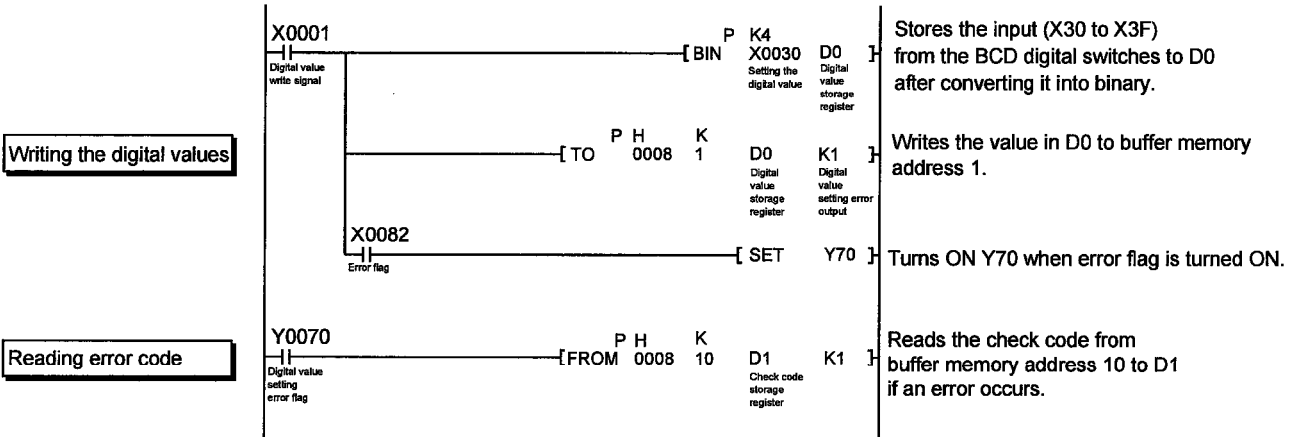 X0001
Digital value
write signal
P K4
BIN X0030 D0
Setting the
digital value
Digital
value
storage
register
Stores the input (X30 to X3F)
from the BCD digital switches to D0
after converting it into binary.
Writing the digital values
P H K
TO 0008 1 D0 K1
Digital
value
storage
register
Digital
value
setting error
output
Writes the value in D0 to buffer memory
address 1.
X0082
Error flag
SET Y70
Turns ON Y70 when error flag is turned ON.
Reading error code
Y0070
Digital value
setting
error flag
P H K
FROM 0008 10 D1 K1
Check code
storage
register
Reads the check code from
buffer memory address 10 to D1
if an error occurs.